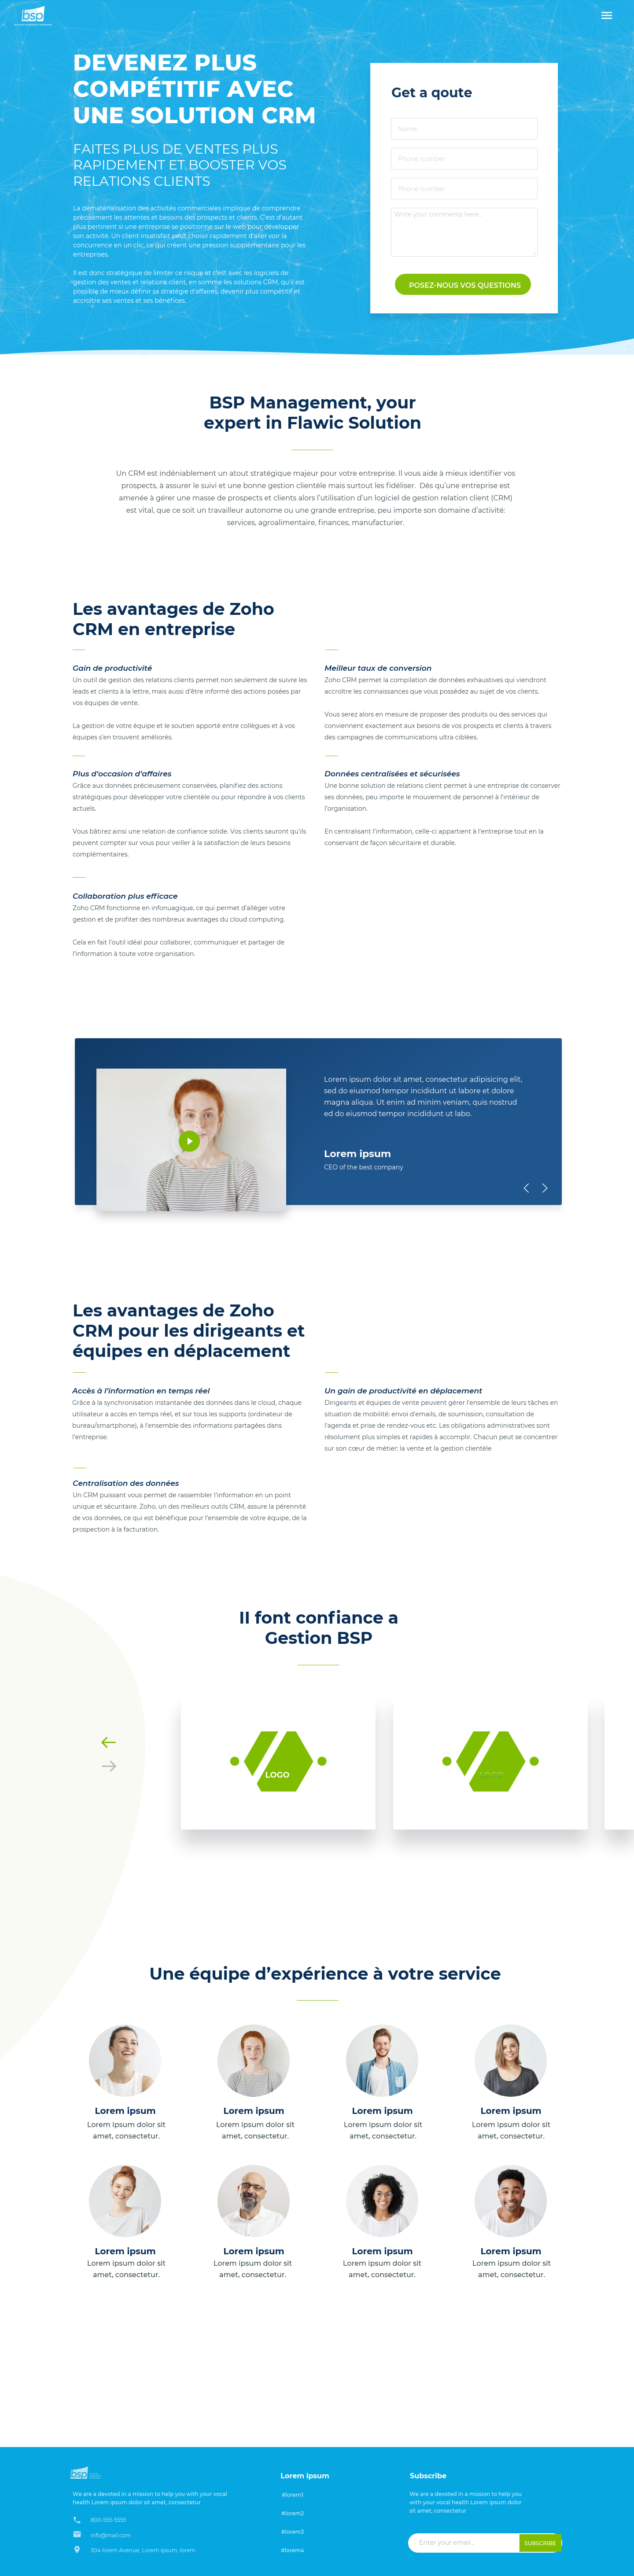 bsp
DEVENEZ PLUS
COMPÉTITIF AVEC
UNE SOLUTION CRM
FAITES PLUS DE VENTES PLUS
RAPIDEMENT ET BOOSTER VOS
RELATIONS CLIENTS
La dématérialisation des activités commerciales implique de comprendre
précisément les attentes et besoins des prospects et clients. C'est d'autant
plus pertinent si une entreprise se positionne sur le web pour développer
son activité. Un client insatisfait peut choisir rapidement d'aller voir la
concurrence en un clic, ce qui créent une pression supplémentaire pour les
entreprises.
Il est donc stratégique de limiter ce risque et c'est avec les logiciels de
gestion des ventes et relations client, en somme les solutions CRM, qu'il est
possible de mieux définir sa stratégie d'affaires, devenir plus compétitif et
accroitre ses ventes et ses bénéfices.
Get a qoute
Name
Phone number
Phone number
Write your comments here...
POSEZ-NOUS VOS QUESTIONS
BSP Management, your
expert in Flawic Solution
Un CRM est indéniablement un atout stratégique majeur pour votre entreprise. Il vous aide à mieux identifier vos
prospects, à assurer le suivi et une bonne gestion clientèle mais surtout les fidéliser. Dès qu'une entreprise est
amenée à gérer une masse de prospects et clients alors l'utilisation d'un logiciel de gestion relation client (CRM)
est vital, que ce soit un travailleur autonome ou une grande entreprise, peu importe son domaine d'activité:
services, agroalimentaire, finances, manufacturier.
Les avantages de Zoho
CRM en entreprise
Gain de productivité
Un outil de gestion des relations clients permet non seulement de suivre les
leads et clients à la lettre, mais aussi d'être informé des actions posées par
vos équipes de vente.
La gestion de votre équipe et le soutien apporté entre collègues et à vos
équipes s'en trouvent améliorés.
Meilleur taux de conversion
Zoho CRM permet la compilation de données exhaustives qui viendront
accroître les connaissances que vous possédez au sujet de vos clients.
Vous serez alors en mesure de proposer des produits ou des services qui
conviennent exactement aux besoins de vos prospects et clients à travers
des campagnes de communications ultra ciblées.
Plus d'occasion d'affaires
Grâce aux données précieusement conservées, planifiez des actions
stratégiques pour développer votre clientèle ou pour répondre à vos clients
actuels.
Vous bâtirez ainsi une relation de confiance solide. Vos clients sauront qu'ils
peuvent compter sur vous pour veiller à la satisfaction de leurs besoins
complémentaires.
Données centralisées et sécurisées
Une bonne solution de relations client permet à une entreprise de conserver
ses données, peu importe le mouvement de personnel à l'intérieur de
l'organisation.
En centralisant l'information, celle-ci appartient à l'entreprise tout en la
conservant de façon sécuritaire et durable.
Collaboration plus efficace
Zoho CRM fonctionne en infonuagique, ce qui permet d'alléger votre
gestion et de profiter des nombreux avantages du cloud computing.
Cela en fait l'outil idéal pour collaborer, communiquer et partager de
l'information à toute votre organisation.
Lorem ipsum dolor sit amet, consectetur adipisicing elit,
sed do eiusmod tempor incididunt ut labore et dolore
magna aliqua. Ut enim ad minim veniam, quis nostrud
ed do eiusmod tempor incididunt ut labo.
Lorem ipsum
CEO of the best company
Les avantages de Zoho
CRM pour les dirigeants et
équipes en déplacement
Accès à l'information en temps réel
Grâce à la synchronisation instantanée des données dans le cloud, chaque
utilisateur a accès en temps réel, et sur tous les supports (ordinateur de
bureau/smartphone), à l'ensemble des informations partagées dans
l'entreprise.
Un gain de productivité en déplacement
Dirigeants et équipes de vente peuvent gérer l'ensemble de leurs tâches en
situation de mobilité: envoi d'emails, de soumission, consultation de
l'agenda et prise de rendez-vous etc. Les obligations administratives sont
résolument plus simples et rapides à accomplir. Chacun peut se concentrer
sur son cœur de métier: la vente et la gestion clientèle
Centralisation des données
Un CRM puissant vous permet de rassembler l'information en un point
unique et sécuritaire. Zoho, un des meilleurs outils CRM, assure la pérennité
de vos données, ce qui est bénéfique pour l'ensemble de votre équipe, de la
prospection à la facturation.
Il font confiance a
Gestion BSP
LOGO
LOGO
Une équipe d'expérience à votre service
Lorem ipsum
Lorem ipsum dolor sit
amet, consectetur.
Lorem ipsum
Lorem ipsum dolor sit
amet, consectetur.
Lorem ipsum
Lorem ipsum dolor sit
amet, consectetur.
Lorem ipsum
Lorem ipsum dolor sit
amet, consectetur.
Lorem ipsum
Lorem ipsum dolor sit
amet, consectetur.
Lorem ipsum
Lorem ipsum dolor sit
amet, consectetur.
Lorem ipsum
Lorem ipsum dolor sit
amet, consectetur.
Lorem ipsum
Lorem ipsum dolor sit
amet, consectetur.
bsp
We are a devoted in a mission to help you with your vocal
health Lorem ipsum dolor sit amet, consectetur
800-555-5555
info@mail.com
304 lorem Avenue, Lorem ipsum, lorem
Lorem ipsum
#lorem1
#lorem2
#lorem3
#lorem4
Subscribe
We are a devoted in a mission to help you
with your vocal health Lorem ipsum dolor
sit amet, consectetur
Enter your email...
SUBSCRIBE